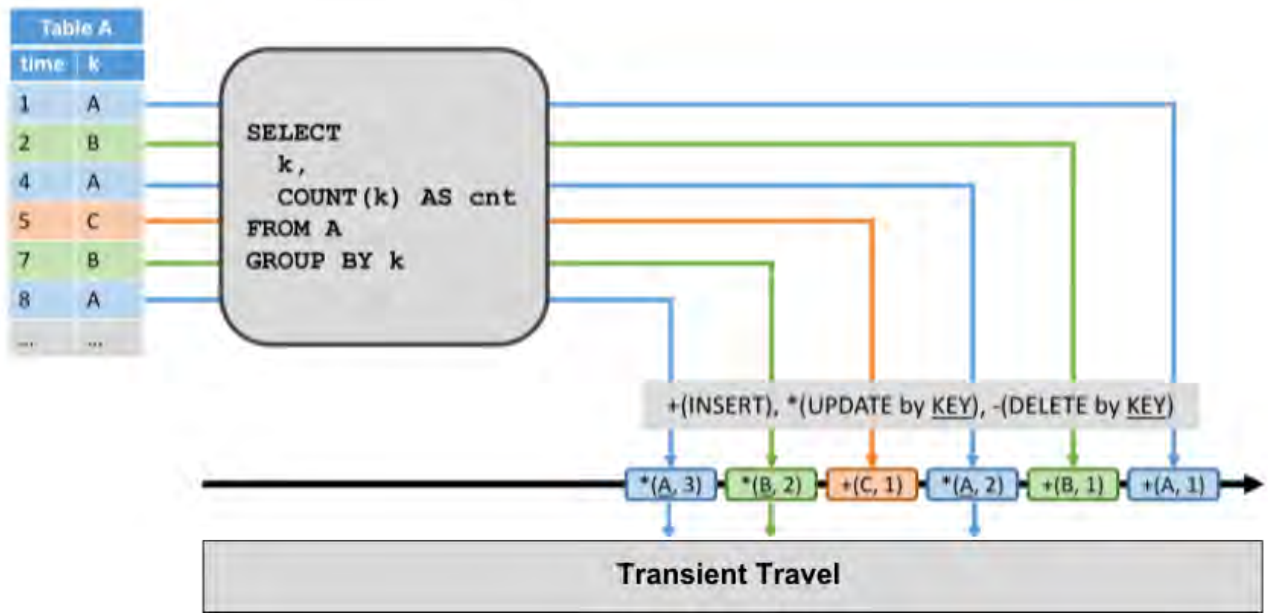 Table A
time k
1 A
2 B
4 A
5 C
7 B
8 A
... ...
SELECT
k,
COUNT(k) AS cnt
FROM A
GROUP BY k
+(INSERT), *(UPDATE by KEY), -(DELETE by KEY)
*(A, 3) *(B, 2) +(C, 1) *(A, 2) +(B, 1) +(A, 1)
Transient Travel